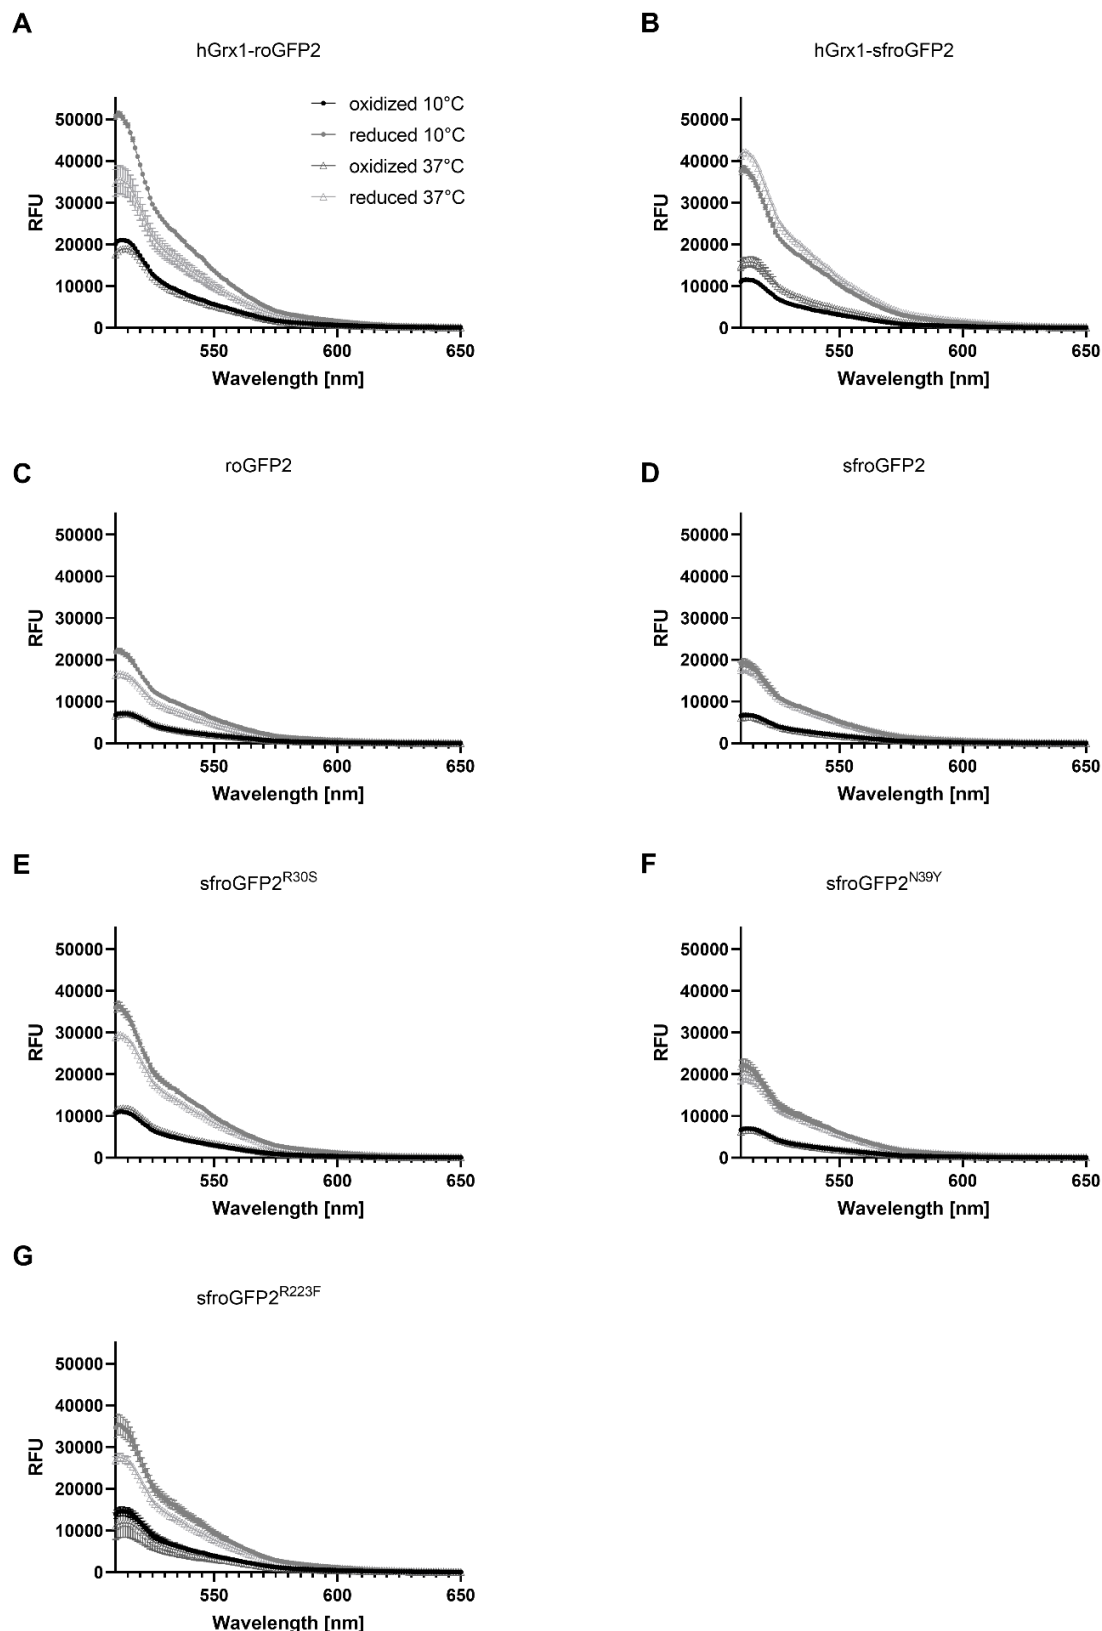 A
hGrx1-roGFP2
oxidized 10°C
reduced 10°C
oxidized 37°C
reduced 37°C
50000
40000
30000
20000
10000
0
RFU
550
600
650
Wavelength [nm]
B
hGrx1-sfroGFP2
50000
40000
30000
20000
10000
0
RFU
550
600
650
Wavelength [nm]
C
roGFP2
50000
40000
30000
20000
10000
0
RFU
550
600
650
Wavelength [nm]
D
sfroGFP2
50000
40000
30000
20000
10000
0
RFU
550
600
650
Wavelength [nm]
E
sfroGFP2R30S
50000
40000
30000
20000
10000
0
RFU
550
600
650
Wavelength [nm]
F
sfroGFP2N39Y
50000
40000
30000
20000
10000
0
RFU
550
600
650
Wavelength [nm]
G
sfroGFP2R223F
50000
40000
30000
20000
10000
0
RFU
550
600
650
Wavelength [nm]